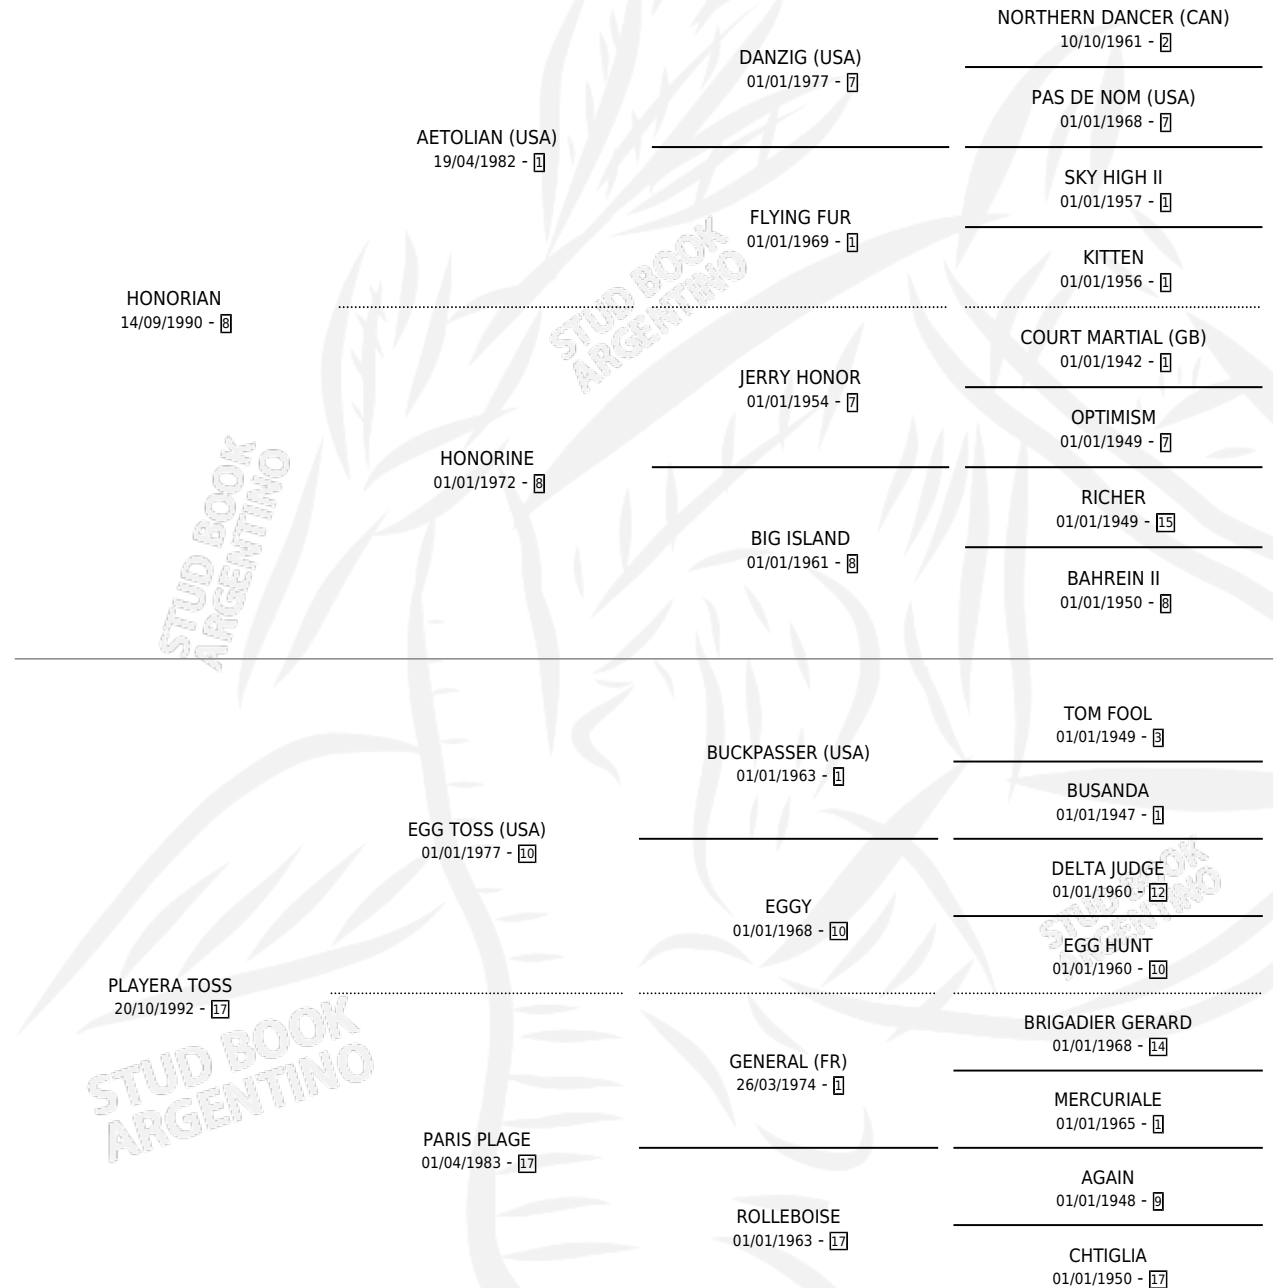 NORTHERN DANCER (CAN)
10/10/1961 - 2
DANZIG (USA)
01/01/1977 - 7
PAS DE NOM (USA)
01/01/1968 - 7
AETOLIAN (USA)
19/04/1982 - 1
SKY HIGH II
01/01/1957 - 1
FLYING FUR
01/01/1969 - 1
KITTEN
01/01/1956 - 1
HONORIAN
14/09/1990 - 8
COURT MARTIAL (GB)
01/01/1942 - 1
JERRY HONOR
01/01/1954 - 7
OPTIMISM
01/01/1949 - 7
HONORINE
01/01/1972 - 8
RICHER
01/01/1949 - 15
BIG ISLAND
01/01/1961 - 8
BAHREIN II
01/01/1950 - 8
TOM FOOL
01/01/1949 - 3
BUCKPASSER (USA)
01/01/1963 - 1
BUSANDA
01/01/1947 - 1
EGG TOSS (USA)
01/01/1977 - 10
DELTA JUDGE
01/01/1960 - 12
EGGY
01/01/1968 - 10
EGG HUNT
01/01/1960 - 10
PLAYERA TOSS
20/10/1992 - 17
BRIGADIER GERARD
01/01/1968 - 14
GENERAL (FR)
26/03/1974 - 1
MERCURIALE
01/01/1965 - 1
PARIS PLAGE
01/04/1983 - 17
AGAIN
01/01/1948 - 9
ROLLEBOISE
01/01/1963 - 17
CHTIGLIA
01/01/1950 - 17
STUD BOOK
ARGENTINO
STUD BOOK
ARGENTINO
STUD BOOK
ARGENTINO
STUD BOOK
ARGENTINO